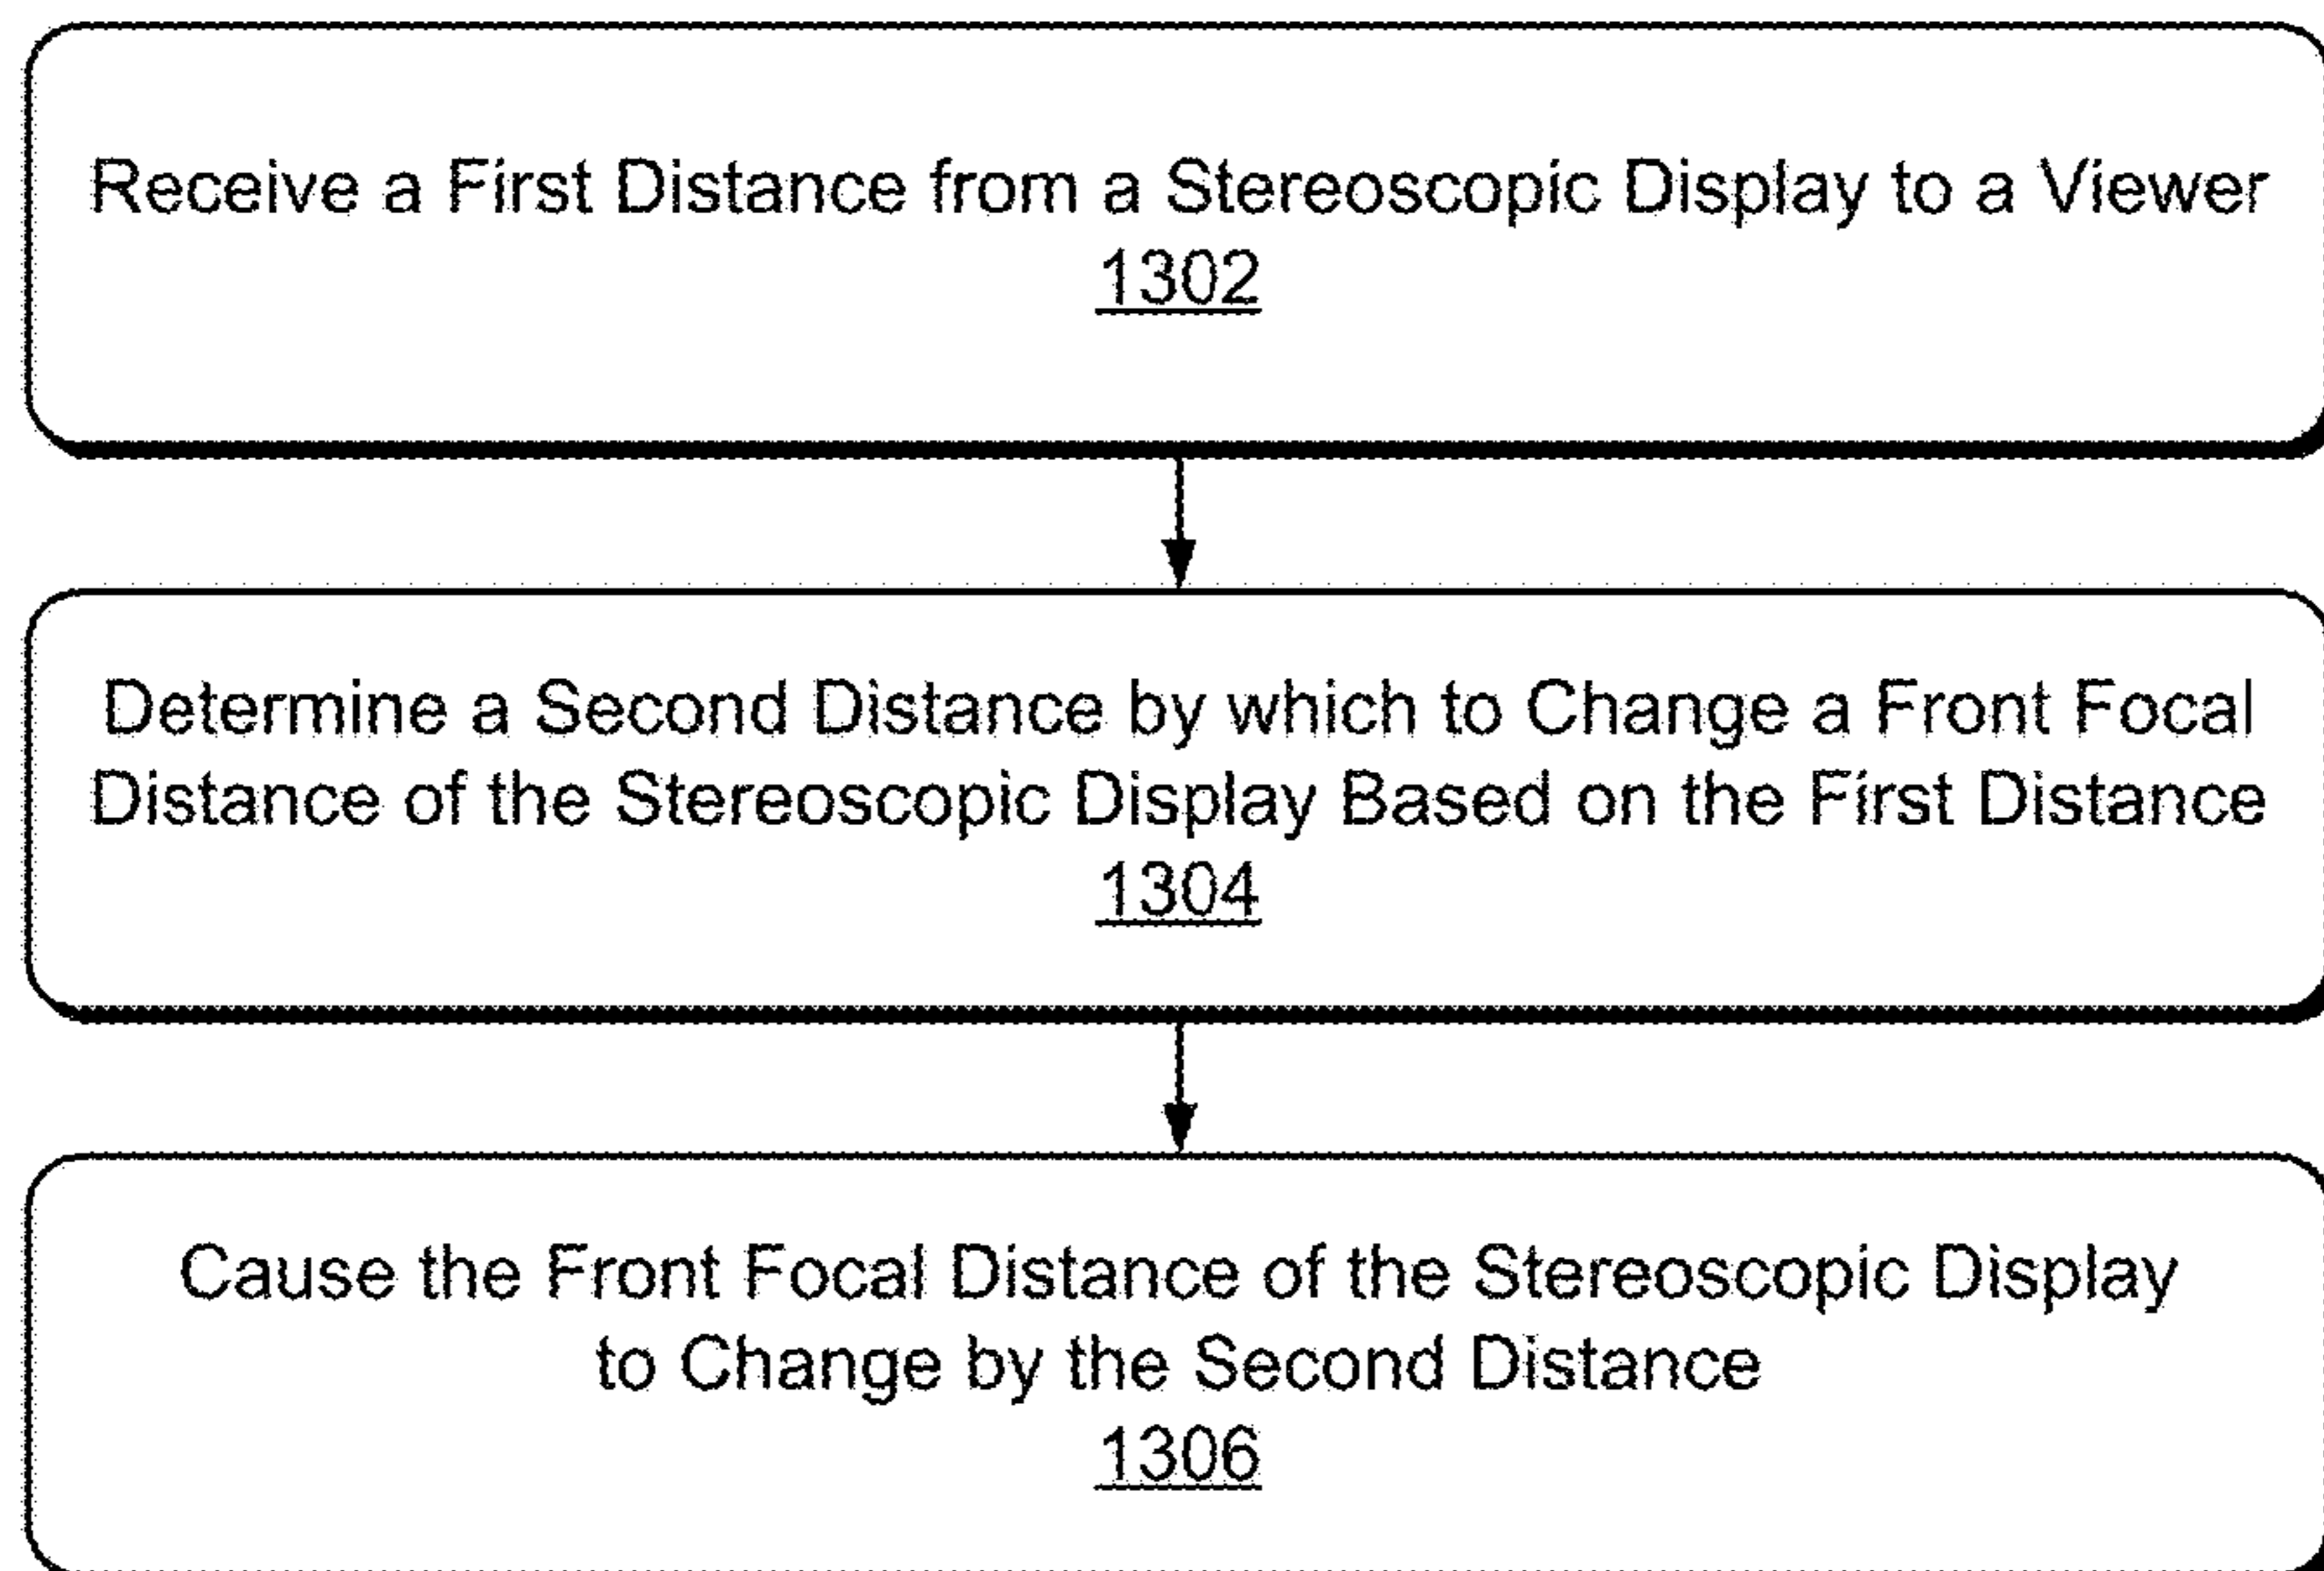 Receive a First Distance from a Stereoscopic Display to a Viewer
1302
Determine a Second Distance by which to Change a Front Focal
Distance of the Stereoscopic Display Based on the First Distance
1304
Cause the Front Focal Distance of the Stereoscopic Display
to Change by the Second Distance
1306